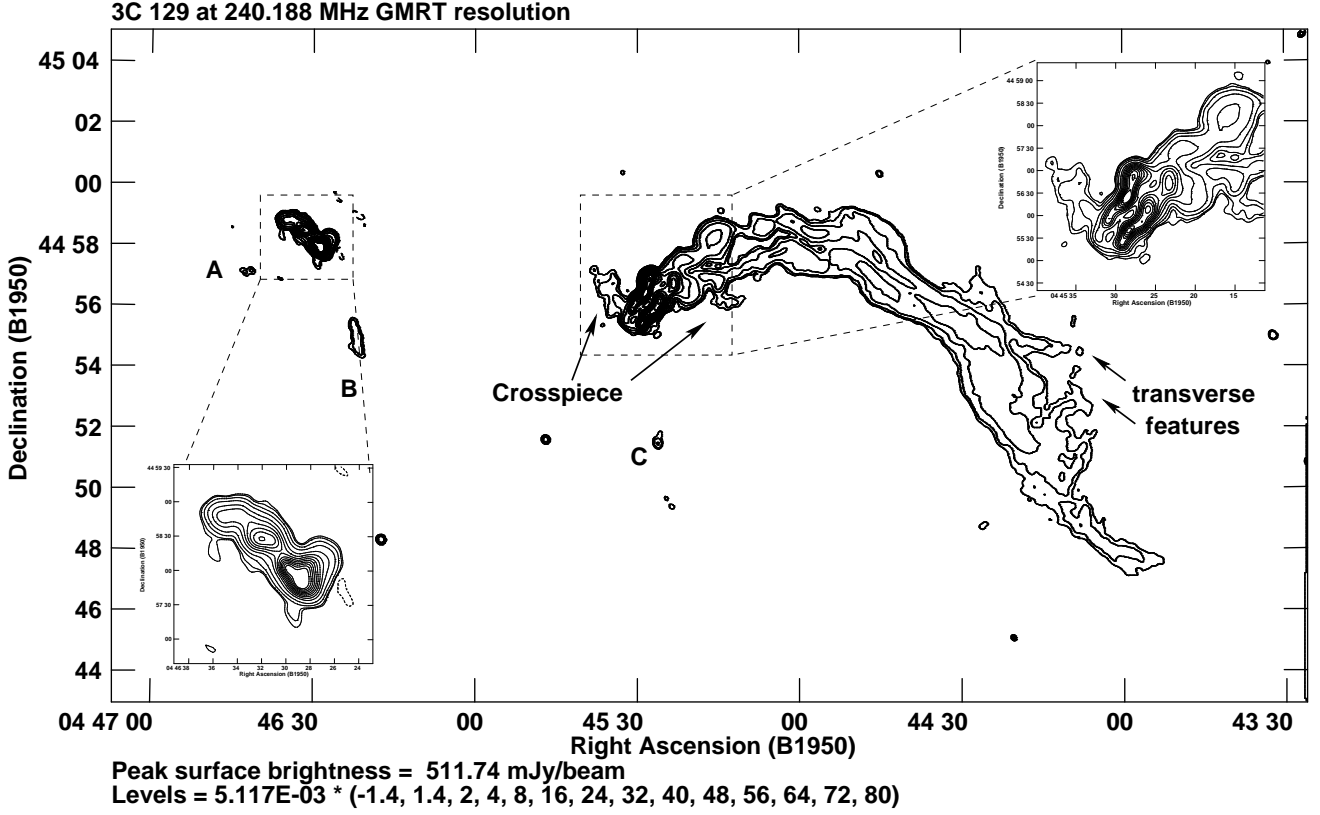 3C 129 at 240.188 MHz GMRT resolution
45 04
02
00
44 58
56
54
52
50
48
46
44
Declination (B1950)
A
B
C
Crosspiece
transverse
features
44 59 00
58 30
00
57 30
00
56 30
00
55 30
00
54 30
Declination (B1950)
04 45 35 30 25 20 15
Right Ascension (B1950)
44 59 30
00
58 30
00
57 30
00
Declination (B1950)
04 46 38 36 34 32 30 28 26 24
Right Ascension (B1950)
04 47 00 46 30 00 45 30 00 44 30 00 43 30
Right Ascension (B1950)
Peak surface brightness = 511.74 mJy/beam
Levels = 5.117E-03 * (-1.4, 1.4, 2, 4, 8, 16, 24, 32, 40, 48, 56, 64, 72, 80)